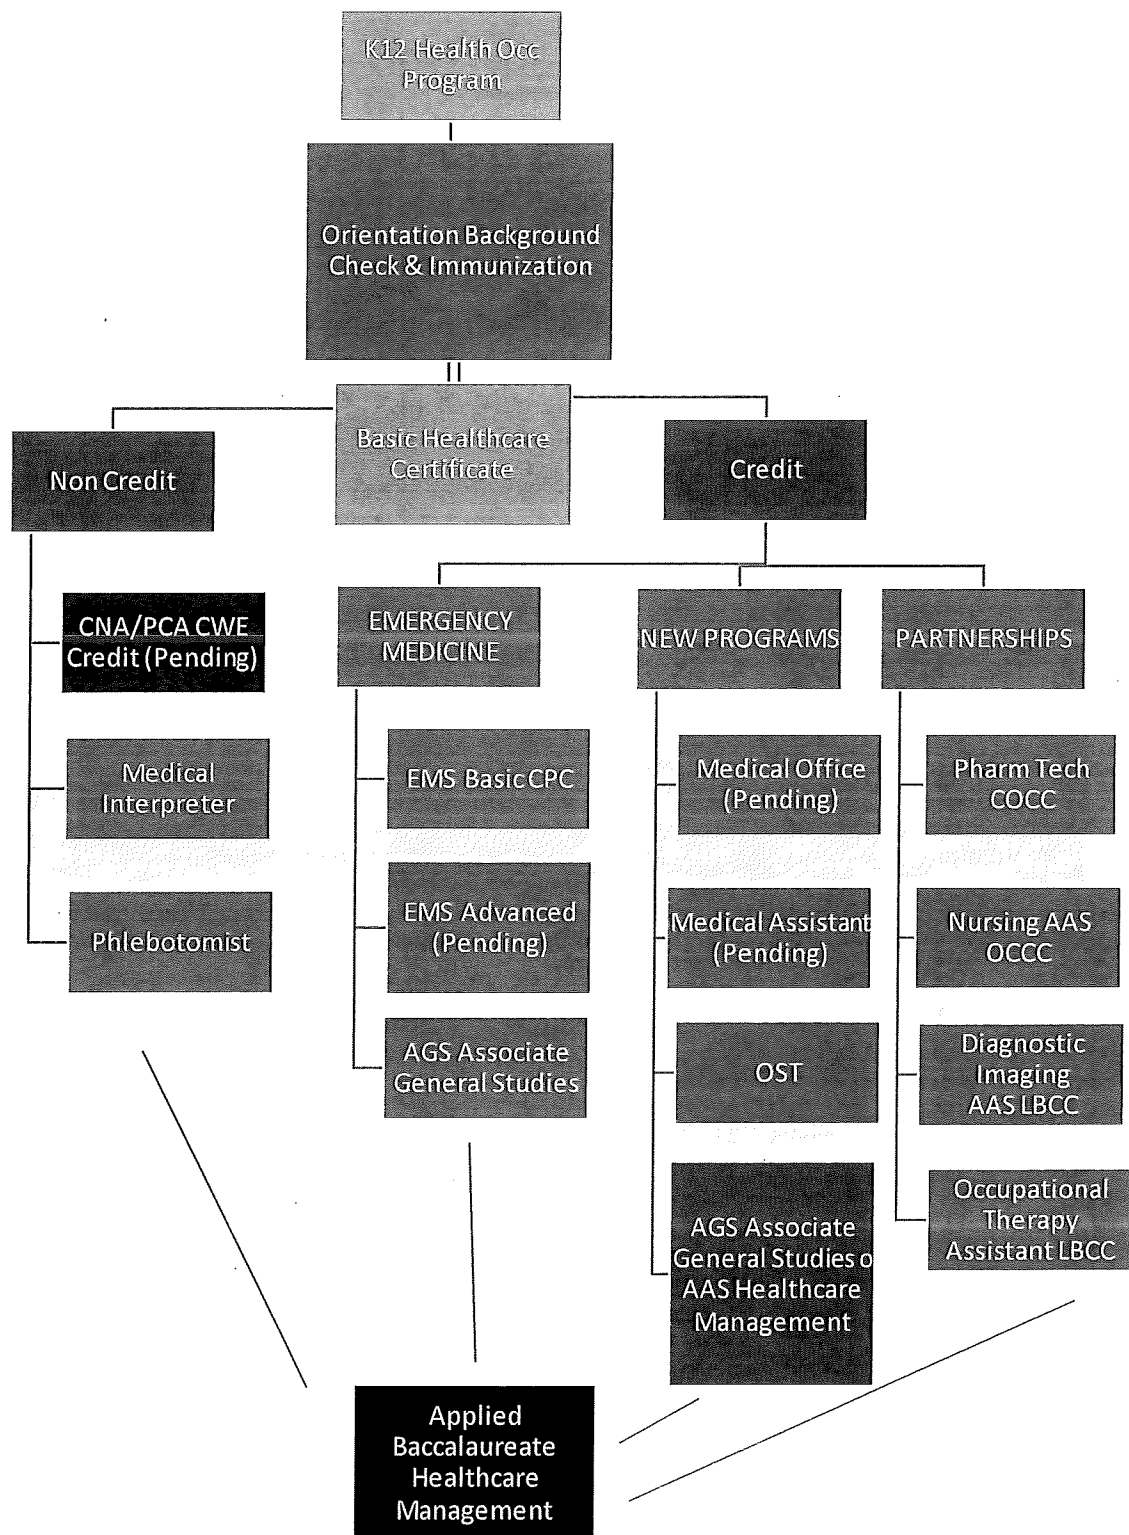 K12 Health Occ
Program
Orientation Background
Check & Immunization
Basic Healthcare
Certificate
Non Credit
Credit
CNA/PCA CWE
Credit (Pending)
Medical
Interpreter
Phlebotomist
EMERGENCY
MEDICINE
EMS Basic CPC
EMS Advanced
(Pending)
AGS Associate
General Studies
NEW PROGRAMS
Medical Office
(Pending)
Medical Assistant
(Pending)
OST
AGS Associate
General Studies o
AAS Healthcare
Management
PARTNERSHIPS
Pharm Tech
COCC
Nursing AAS
OCCC
Diagnostic
Imaging
AAS LBCC
Occupational
Therapy
Assistant LBCC
Applied
Baccalaureate
Healthcare
Management